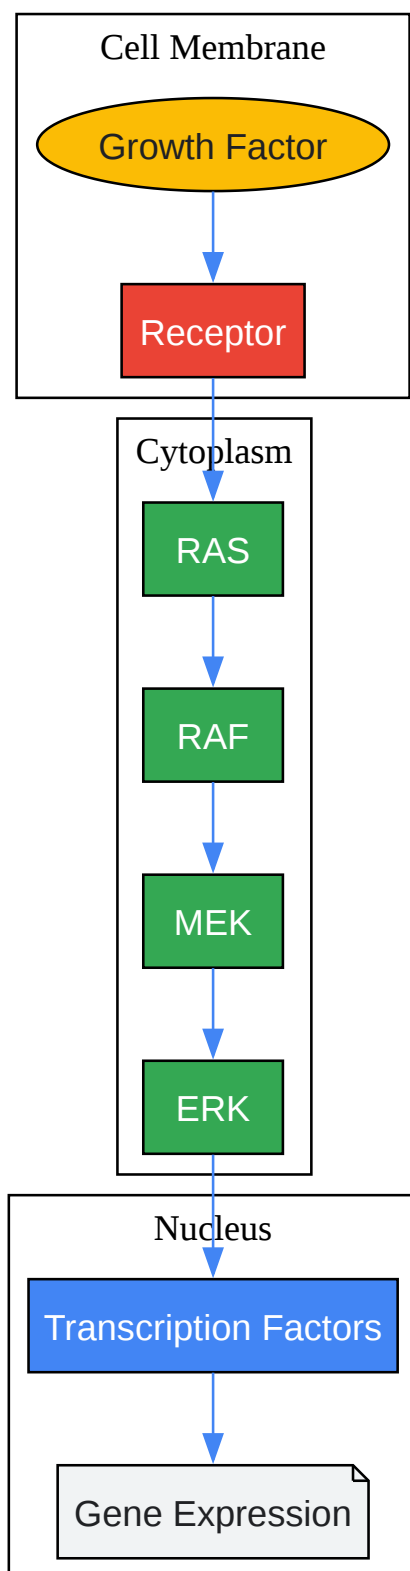 Cell Membrane
Growth Factor
Receptor
Cytoplasm
RAS
RAF
MEK
ERK
Nucleus
Transcription Factors
Gene Expression